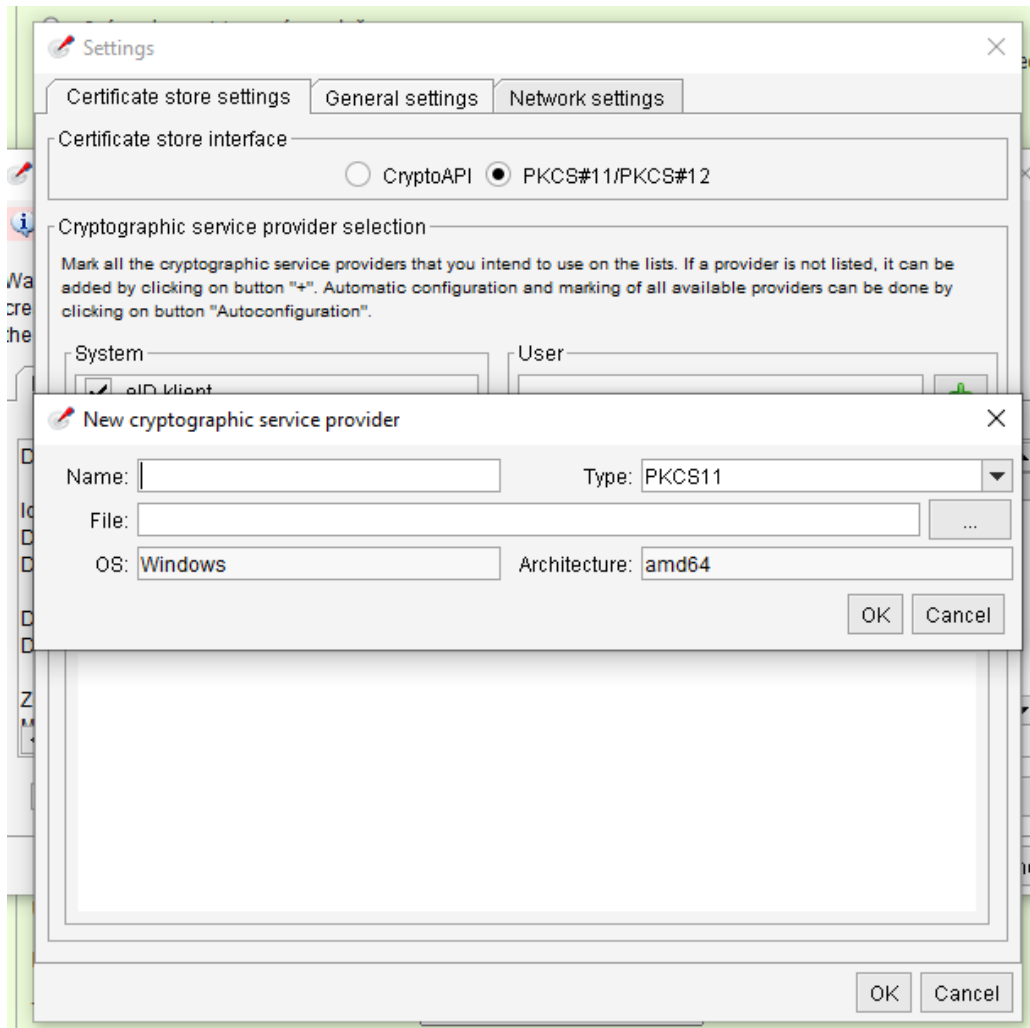 Settings
Certificate store settings
General settings
Network settings
Certificate store interface
CryptoAPI
PKCS#11/PKCS#12
Cryptographic service provider selection
Mark all the cryptographic service providers that you intend to use on the lists. If a provider is not listed, it can be
added by clicking on button "+". Automatic configuration and marking of all available providers can be done by
clicking on button "Autoconfiguration".
System
User
eID klient
New cryptographic service provider
Name:
Type: PKCS11
File:
...
OS: Windows
Architecture: amd64
OK
Cancel
OK
Cancel